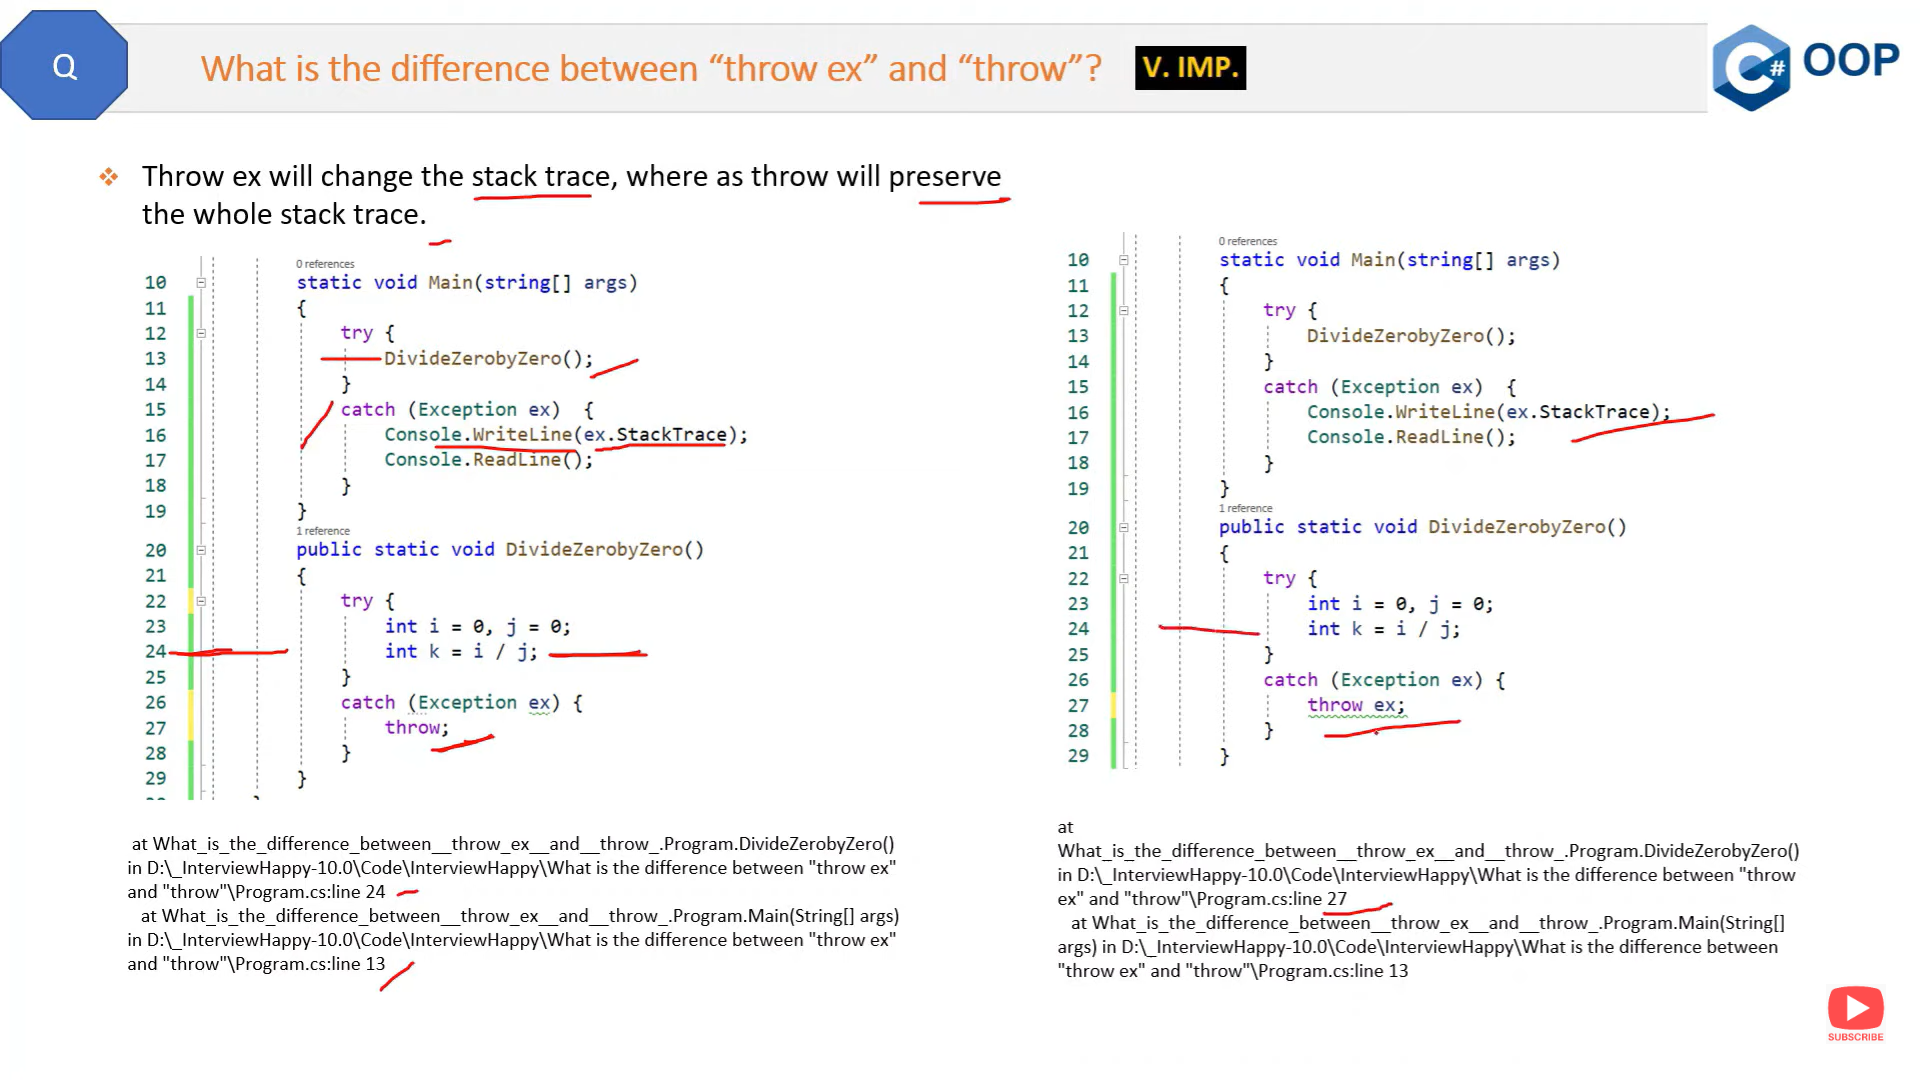 Q
What is the difference between “throw ex” and “throw”?
V. IMP.
C# OOP
Throw ex will change the stack trace, where as throw will preserve
the whole stack trace.
0 references
10 static void Main(string[] args)
11 {
12 try {
13 DivideZerobyZero();
14 }
15 catch (Exception ex) {
16 Console.WriteLine(ex.StackTrace);
17 Console.ReadLine();
18 }
19 }
1 reference
20 public static void DivideZerobyZero()
21 {
22 try {
23 int i = 0, j = 0;
24 int k = i / j;
25 }
26 catch (Exception ex) {
27 throw;
28 }
29 }
at What_is_the_difference_between__throw_ex__and__throw_.Program.DivideZerobyZero()
in D:\_InterviewHappy-10.0\Code\InterviewHappy\What is the difference between "throw ex"
and "throw"\Program.cs:line 24
at What_is_the_difference_between__throw_ex__and__throw_.Program.Main(String[] args)
in D:\_InterviewHappy-10.0\Code\InterviewHappy\What is the difference between "throw ex"
and "throw"\Program.cs:line 13
0 references
10 static void Main(string[] args)
11 {
12 try {
13 DivideZerobyZero();
14 }
15 catch (Exception ex) {
16 Console.WriteLine(ex.StackTrace);
17 Console.ReadLine();
18 }
19 }
1 reference
20 public static void DivideZerobyZero()
21 {
22 try {
23 int i = 0, j = 0;
24 int k = i / j;
25 }
26 catch (Exception ex) {
27 throw ex;
28 }
29 }
at
What_is_the_difference_between__throw_ex__and__throw_.Program.DivideZerobyZero()
in D:\_InterviewHappy-10.0\Code\InterviewHappy\What is the difference between "throw
ex" and "throw"\Program.cs:line 27
at What_is_the_difference_between__throw_ex__and__throw_.Program.Main(String[]
args) in D:\_InterviewHappy-10.0\Code\InterviewHappy\What is the difference between
"throw ex" and "throw"\Program.cs:line 13
SUBSCRIBE